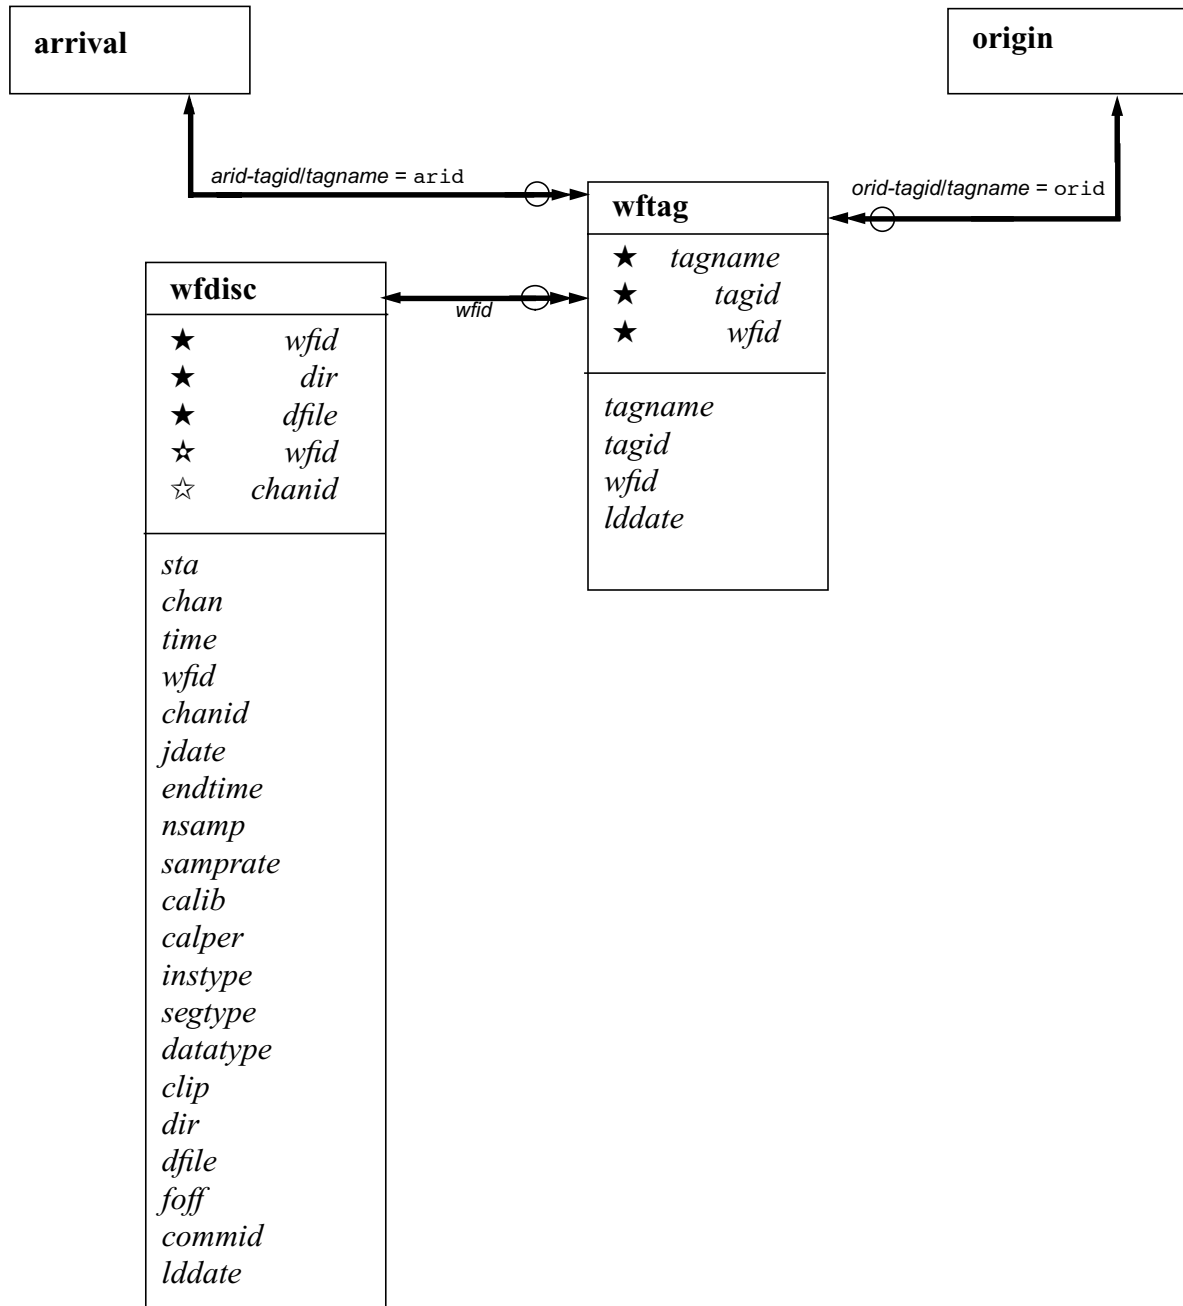 arrival
origin
arid-tagid/tagname = arid
orid-tagid/tagname = orid
wftag
★ tagname
★ tagid
★ wfid
tagname
tagid
wfid
lddate
wfid
wfdisc
★ wfid
★ dir
★ dfile
✫ wfid
☆ chanid
sta
chan
time
wfid
chanid
jdate
endtime
nsamp
samprate
calib
calper
instype
segtype
datatype
clip
dir
dfile
foff
commid
lddate